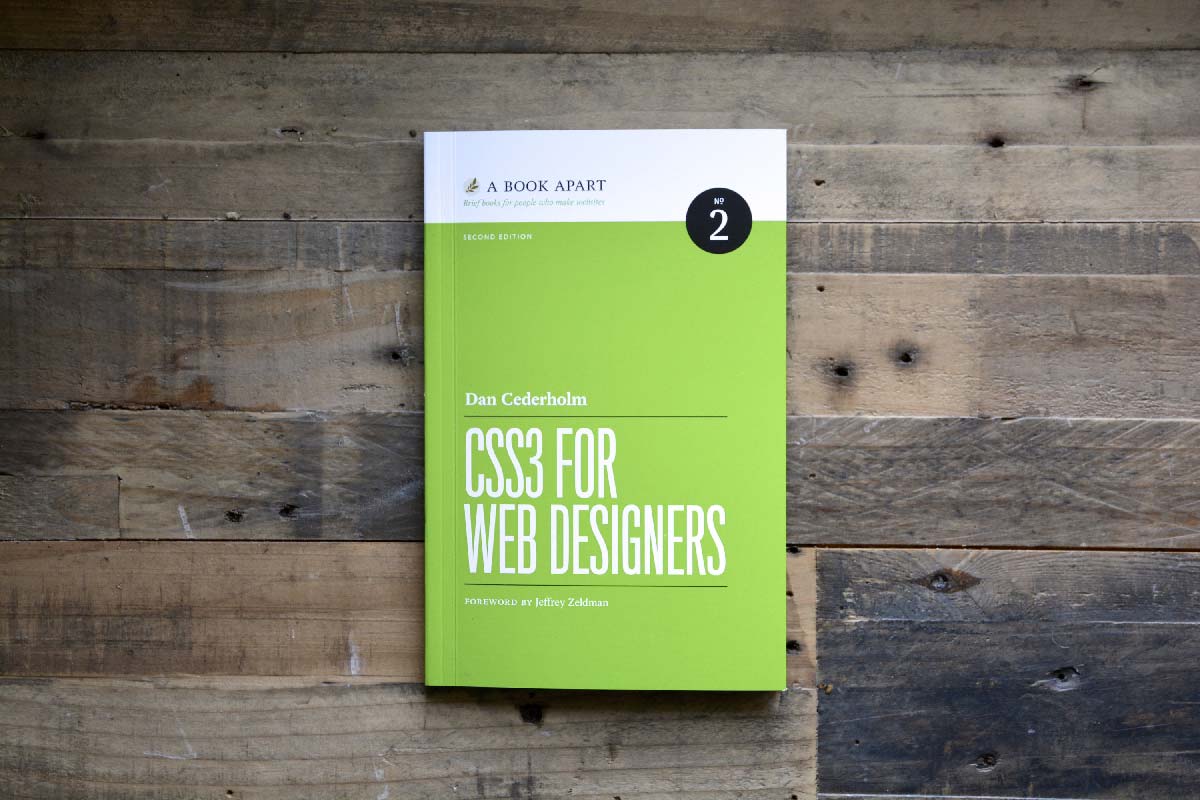 A BOOK APART
Brief books for people who make websites
Nº
2
SECOND EDITION
Dan Cederholm
CSS3 FOR
WEB DESIGNERS
FOREWORD BY Jeffrey Zeldman